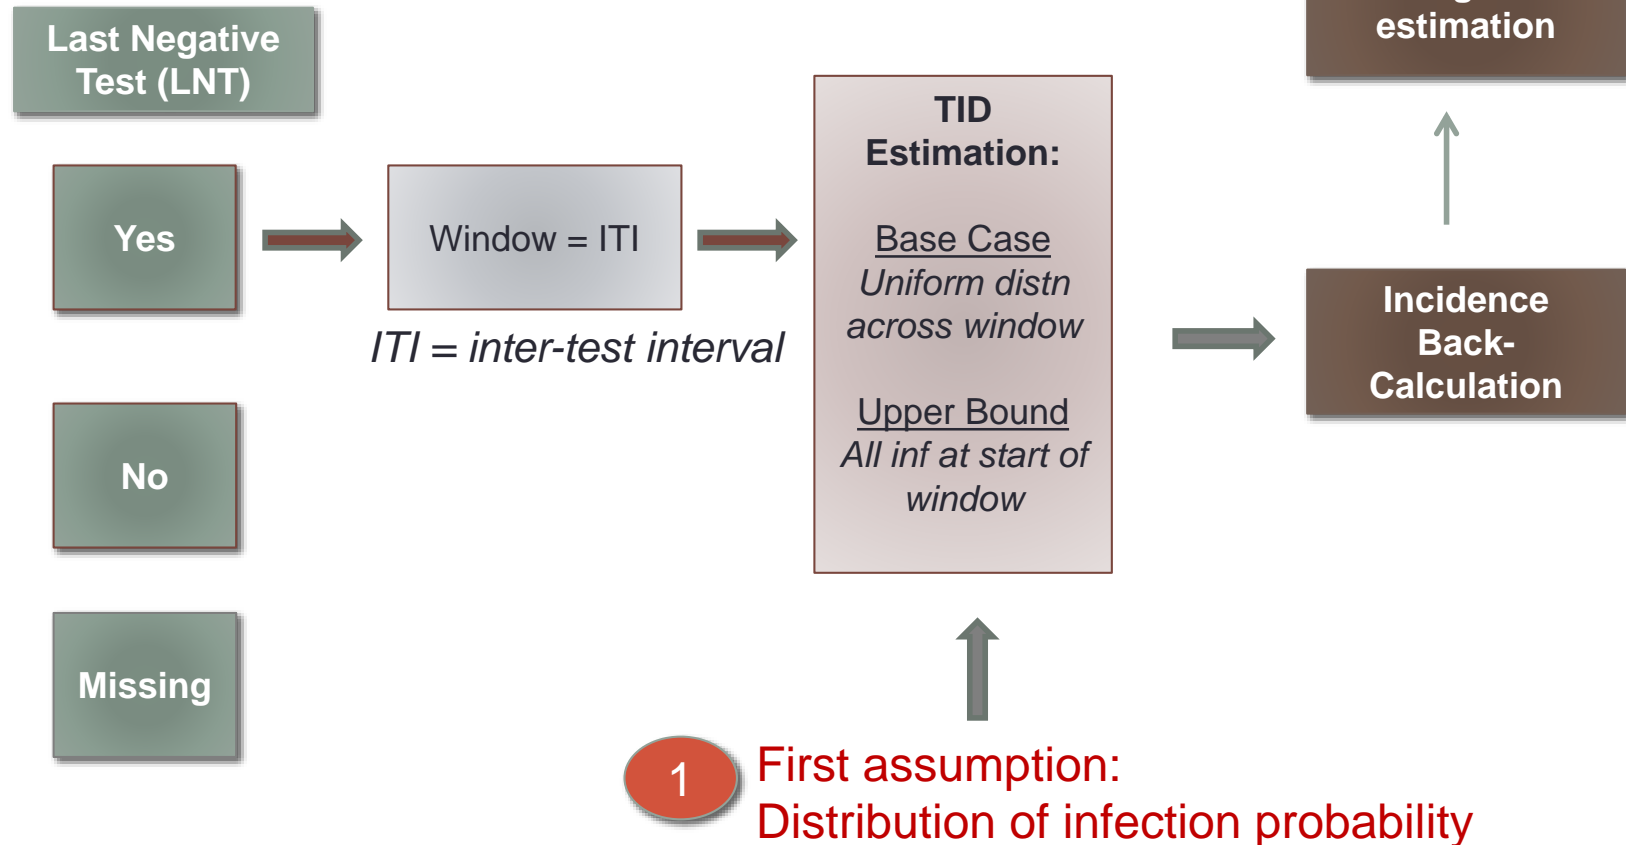 Last Negative
Test (LNT)
estimation
TID
Estimation:
Yes
Window = ITI
Base Case
Uniform distn
across window
ITI = inter-test interval
Incidence
Back-
Calculation
Upper Bound
All inf at start of
window
No
Missing
1
First assumption:
Distribution of infection probability